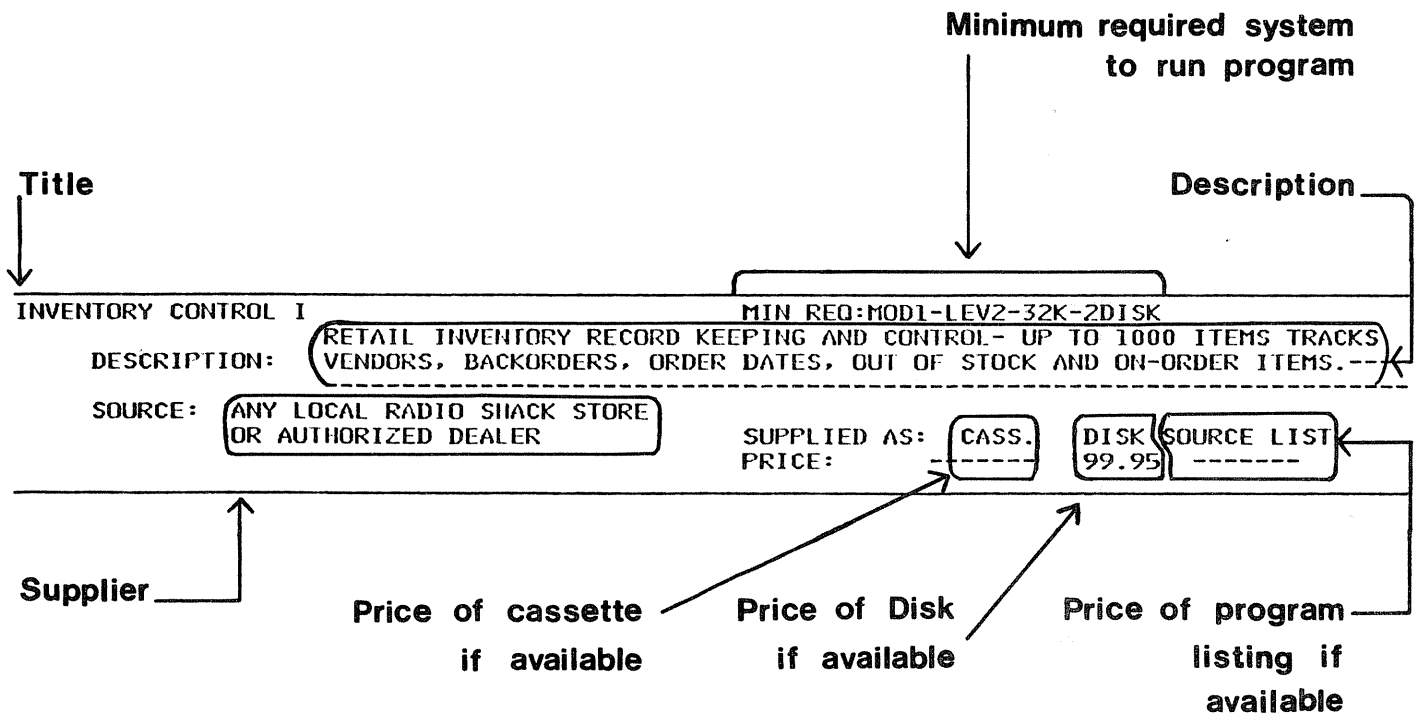 Minimum required system
to run program
Title
Description
INVENTORY CONTROL I MIN REQ:MOD1-LEV2-32K-2DISK
RETAIL INVENTORY RECORD KEEPING AND CONTROL- UP TO 1000 ITEMS TRACKS
DESCRIPTION: VENDORS, BACKORDERS, ORDER DATES, OUT OF STOCK AND ON-ORDER ITEMS.---
SOURCE: ANY LOCAL RADIO SHACK STORE
OR AUTHORIZED DEALER
SUPPLIED AS: CASS. DISK SOURCE LIST
PRICE: ------- 99.95 -------
Supplier
Price of cassette
if available
Price of Disk
if available
Price of program
listing if
available